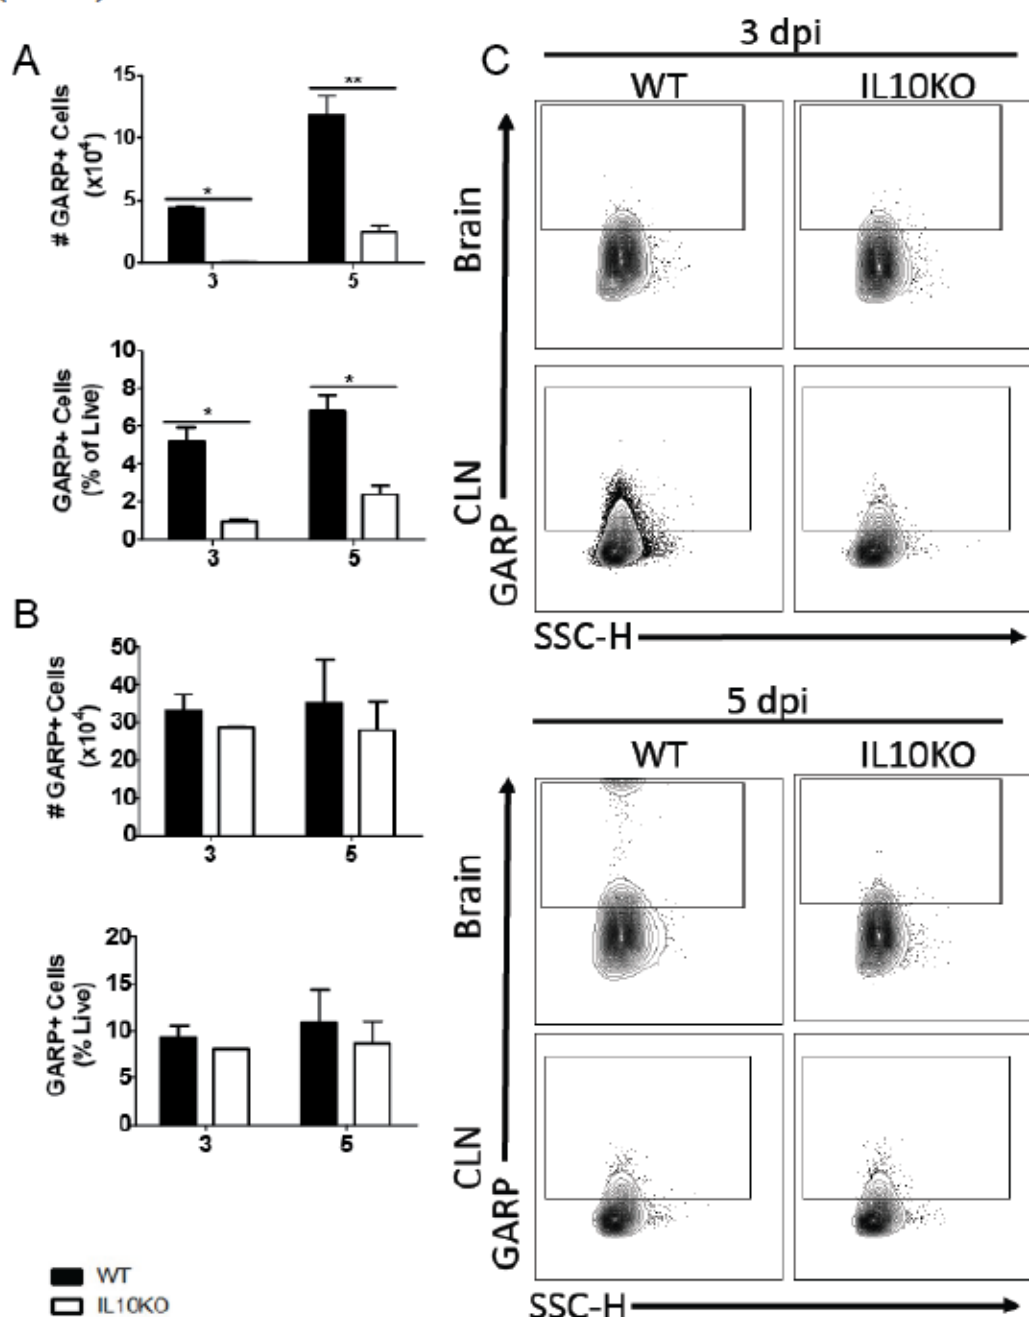 A
# GARP+ Cells
(x10⁴)
15
10
5
0
*
**
3
5
GARP+ Cells
(% of Live)
10
8
6
4
2
0
*
*
3
5
B
# GARP+ Cells
(x10⁴)
50
40
30
20
10
0
3
5
GARP+ Cells
(% Live)
20
15
10
5
0
3
5
WT
IL10KO
C
3 dpi
WT
IL10KO
Brain
CLN
GARP
SSC-H
5 dpi
WT
IL10KO
Brain
CLN
GARP
SSC-H